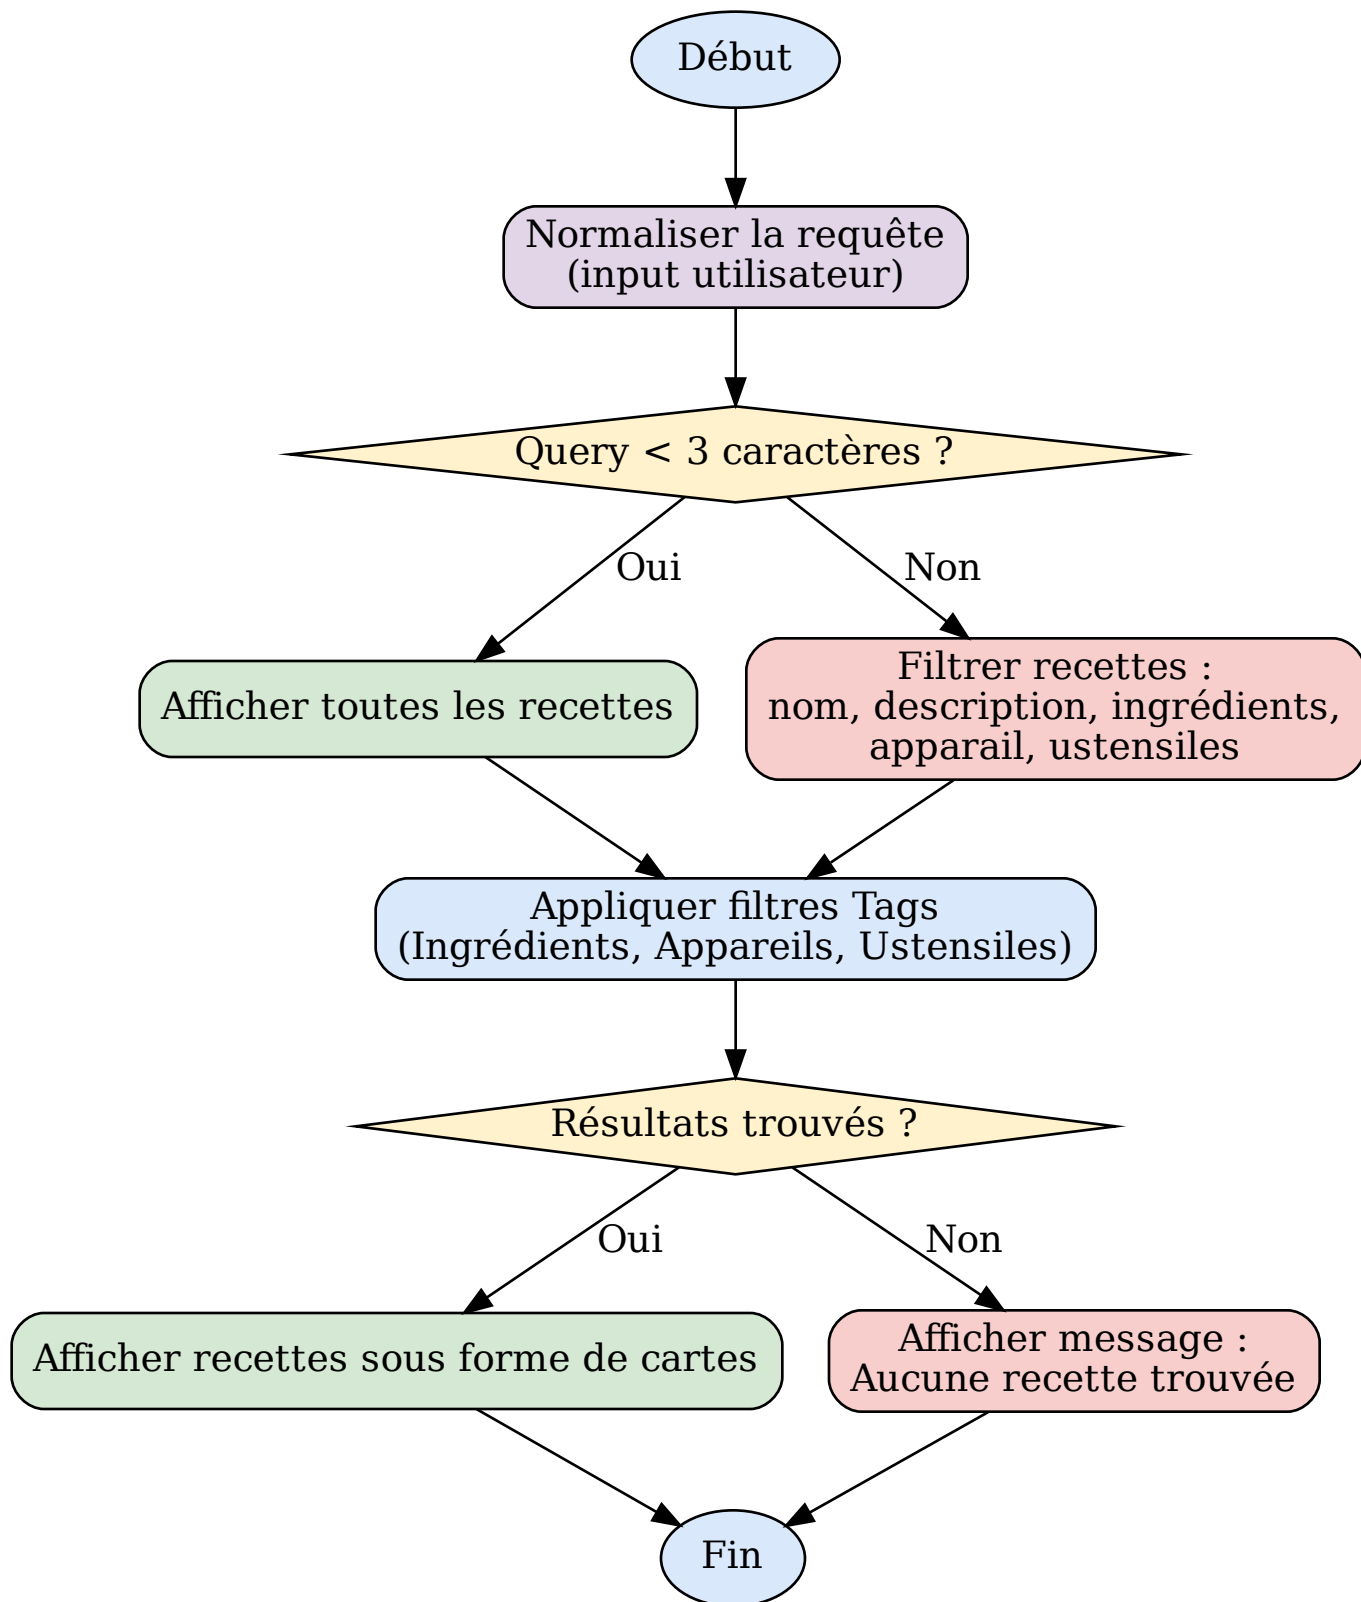 Début
Normaliser la requête
(input utilisateur)
Query < 3 caractères ?
Oui
Non
Afficher toutes les recettes
Filtrer recettes :
nom, description, ingrédients,
apparail, ustensiles
Appliquer filtres Tags
(Ingrédients, Appareils, Ustensiles)
Résultats trouvés ?
Oui
Non
Afficher recettes sous forme de cartes
Afficher message :
Aucune recette trouvée
Fin